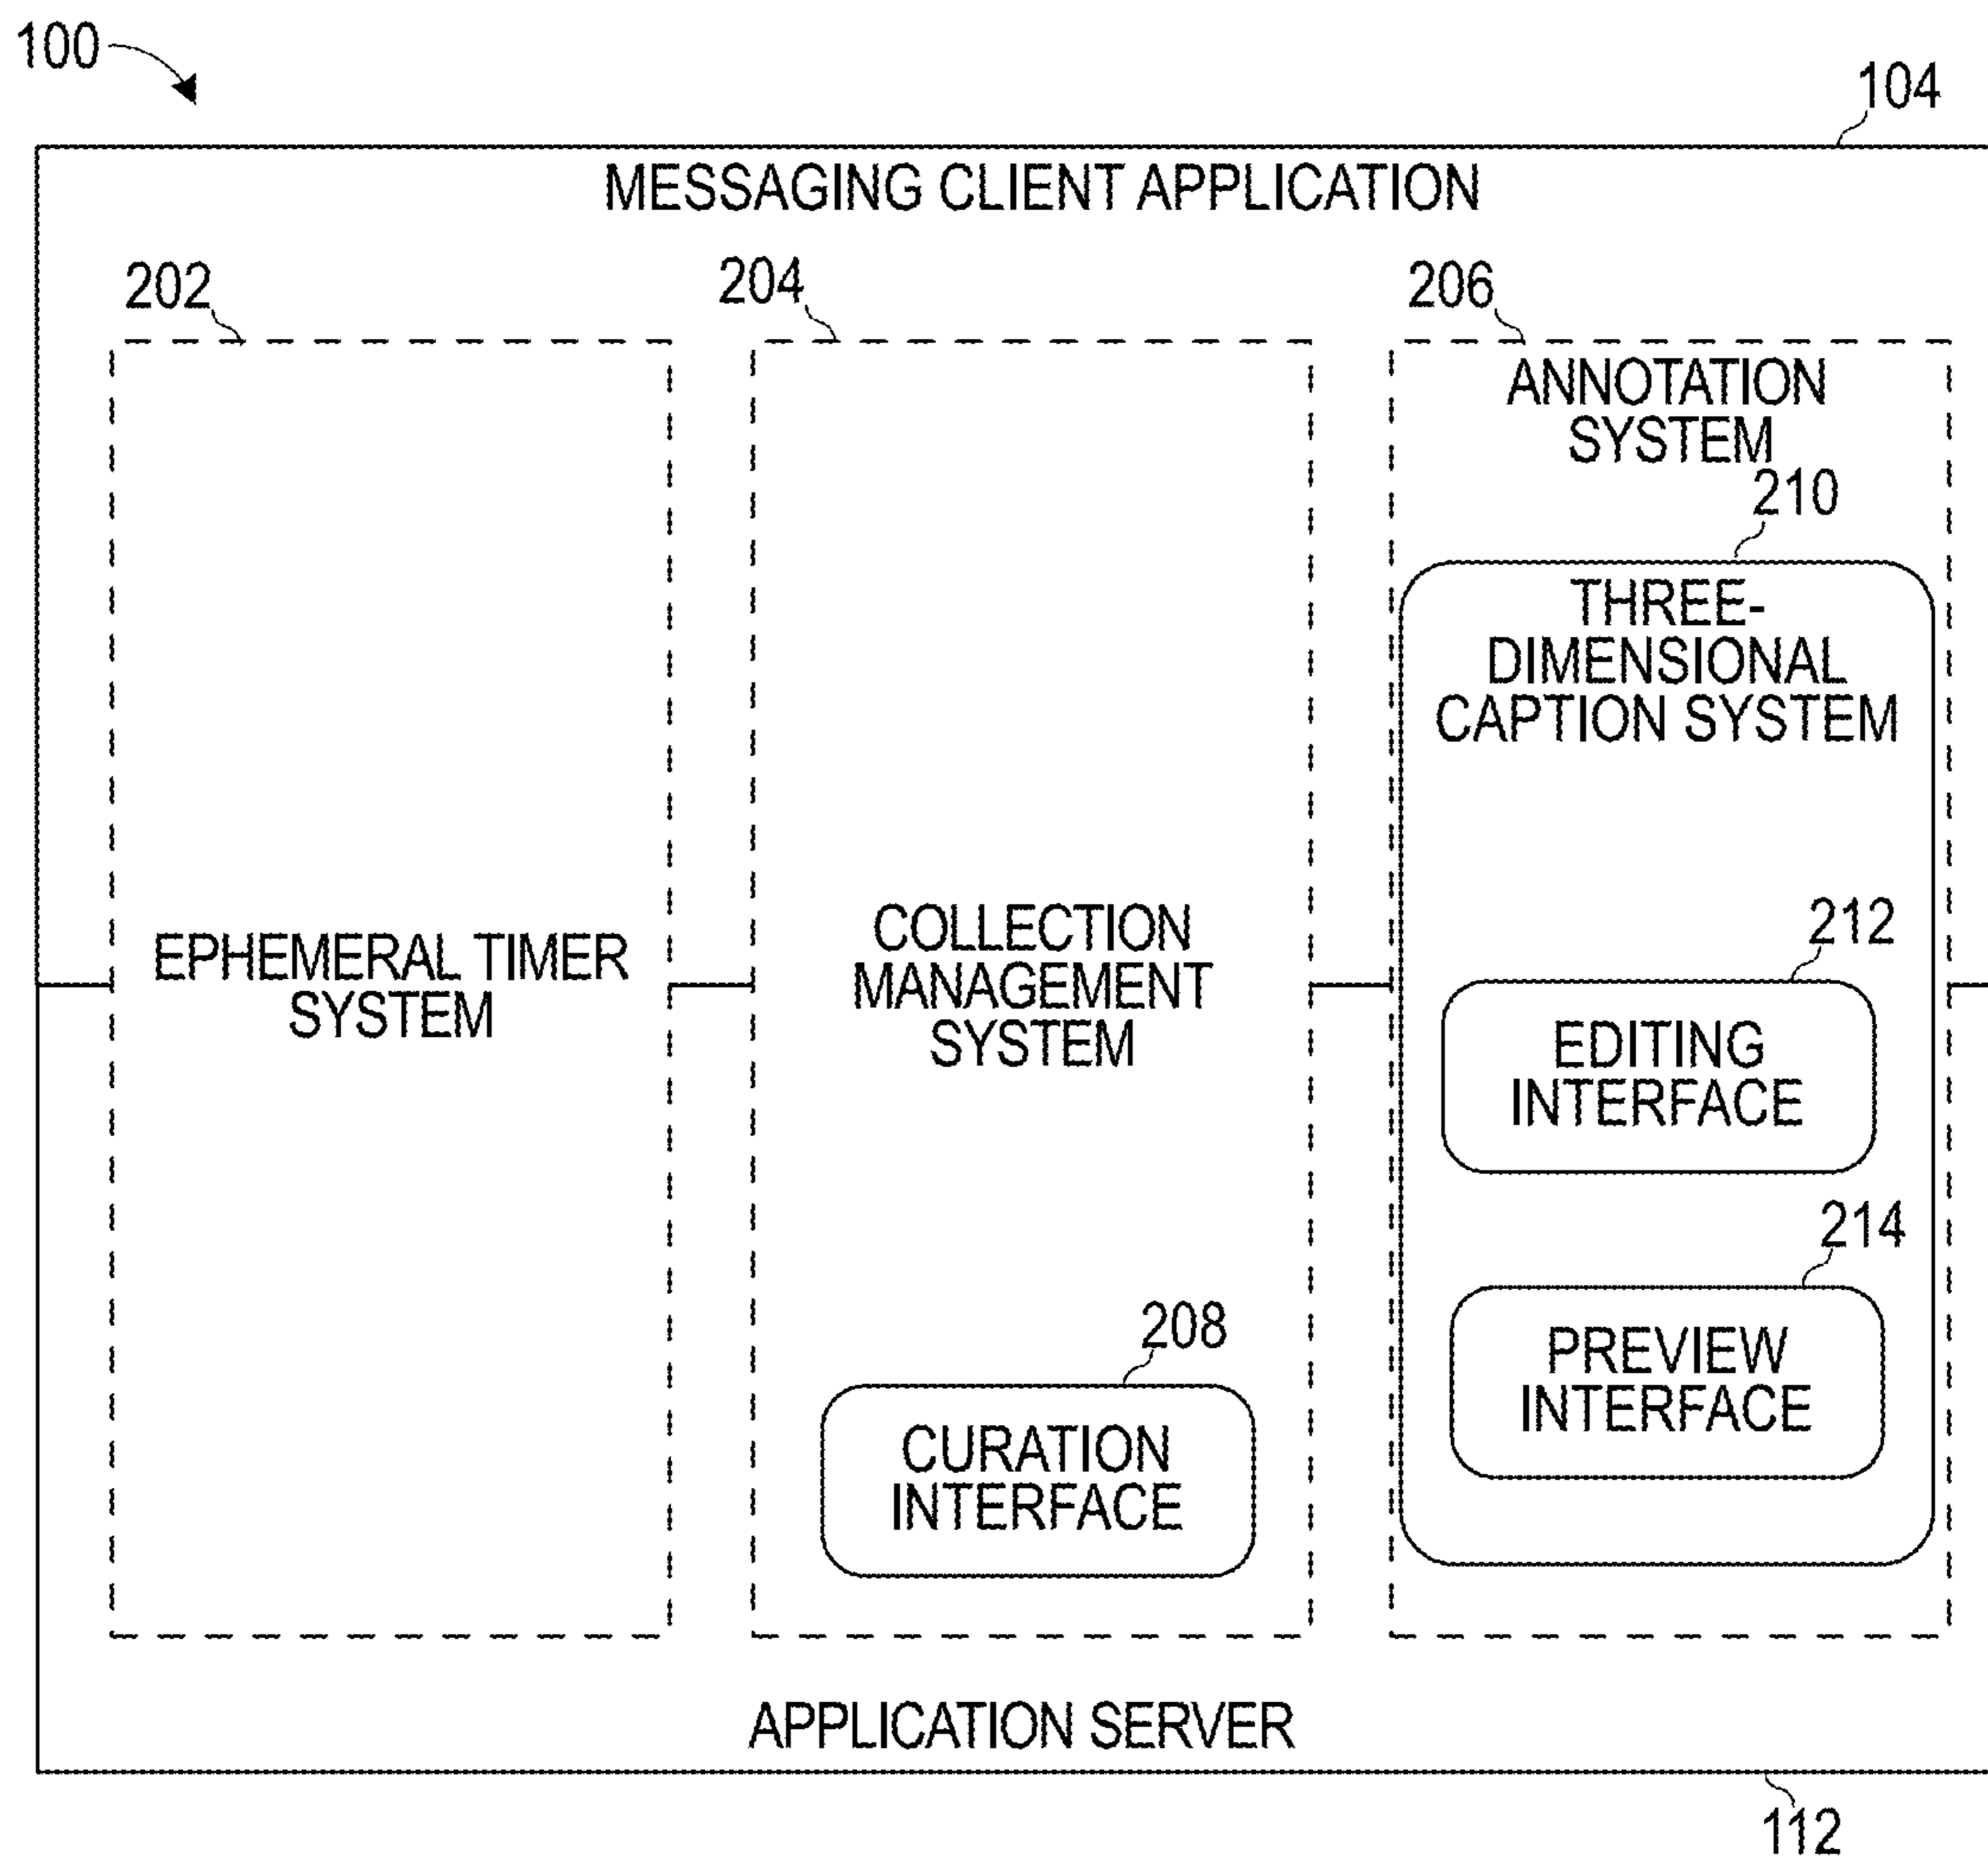 100
104
MESSAGING CLIENT APPLICATION
202
204
206
ANNOTATION
SYSTEM
210
THREE-
DIMENSIONAL
CAPTION SYSTEM
EPHEMERAL TIMER
SYSTEM
COLLECTION
MANAGEMENT
SYSTEM
212
EDITING
INTERFACE
214
PREVIEW
INTERFACE
208
CURATION
INTERFACE
APPLICATION SERVER
112